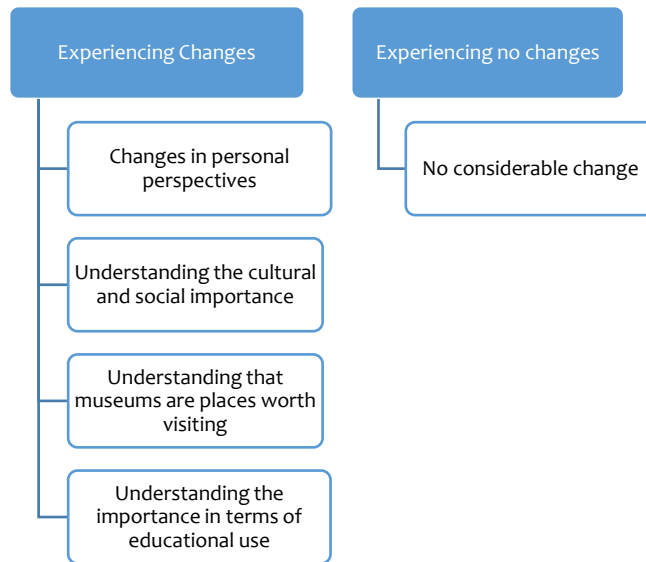 Experiencing Changes
Changes in personal
perspectives
Understanding the cultural
and social importance
Understanding that
museums are places worth
visiting
Understanding the
importance in terms of
educational use
Experiencing no changes
No considerable change